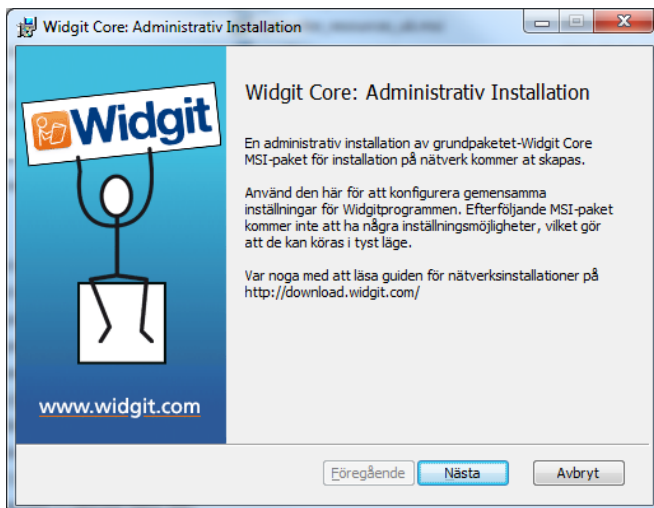 Widgit Core: Administrativ Installation
Widgit
Widgit Core: Administrativ Installation
En administrativ installation av grundpaketet-Widgit Core
MSI-paket för installation på nätverk kommer at skapas.
Använd den här för att konfigurera gemensamma
inställningar för Widgitprogrammen. Efterföljande MSI-paket
kommer inte att ha några inställningsmöjligheter, vilket gör
att de kan köras i tyst läge.
Var noga med att läsa guiden för nätverksinstallationer på
http://download.widgit.com/
www.widgit.com
Föregående
Nästa
Avbryt